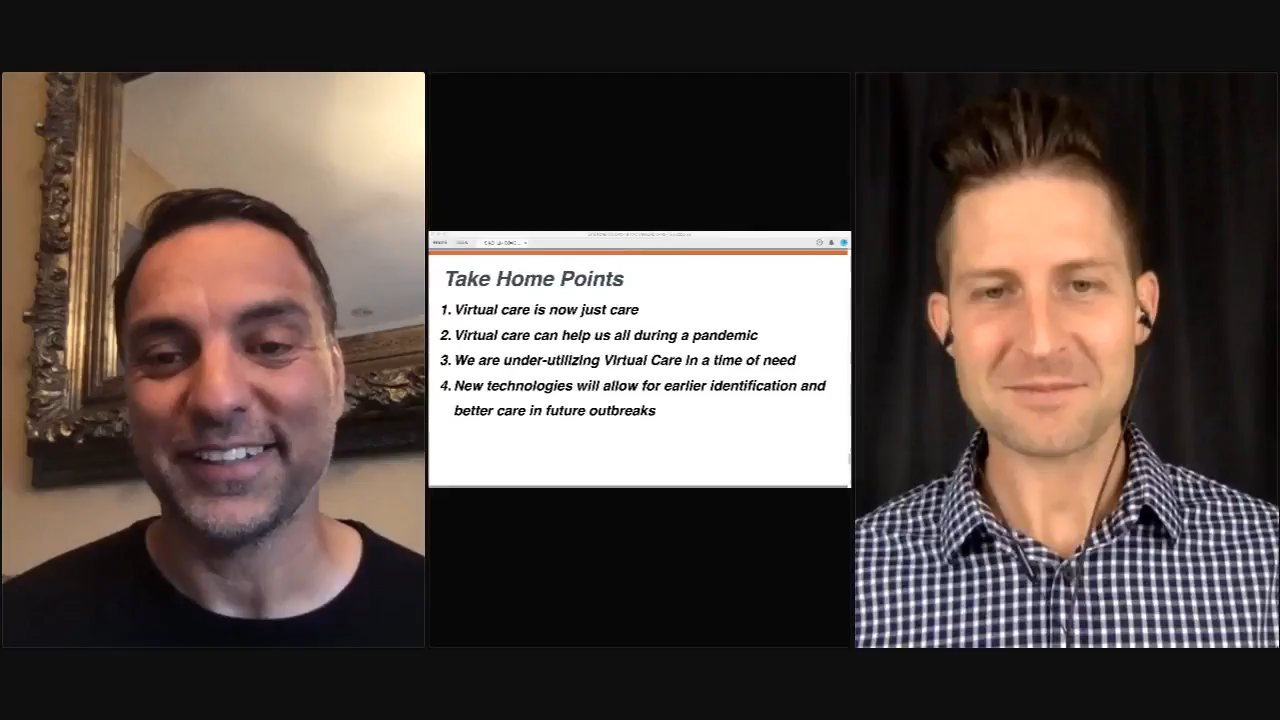 Take Home Points
1. Virtual care is now just care
2. Virtual care can help us all during a pandemic
3. We are under-utilizing Virtual Care in a time of need
4. New technologies will allow for earlier identification and
better care in future outbreaks